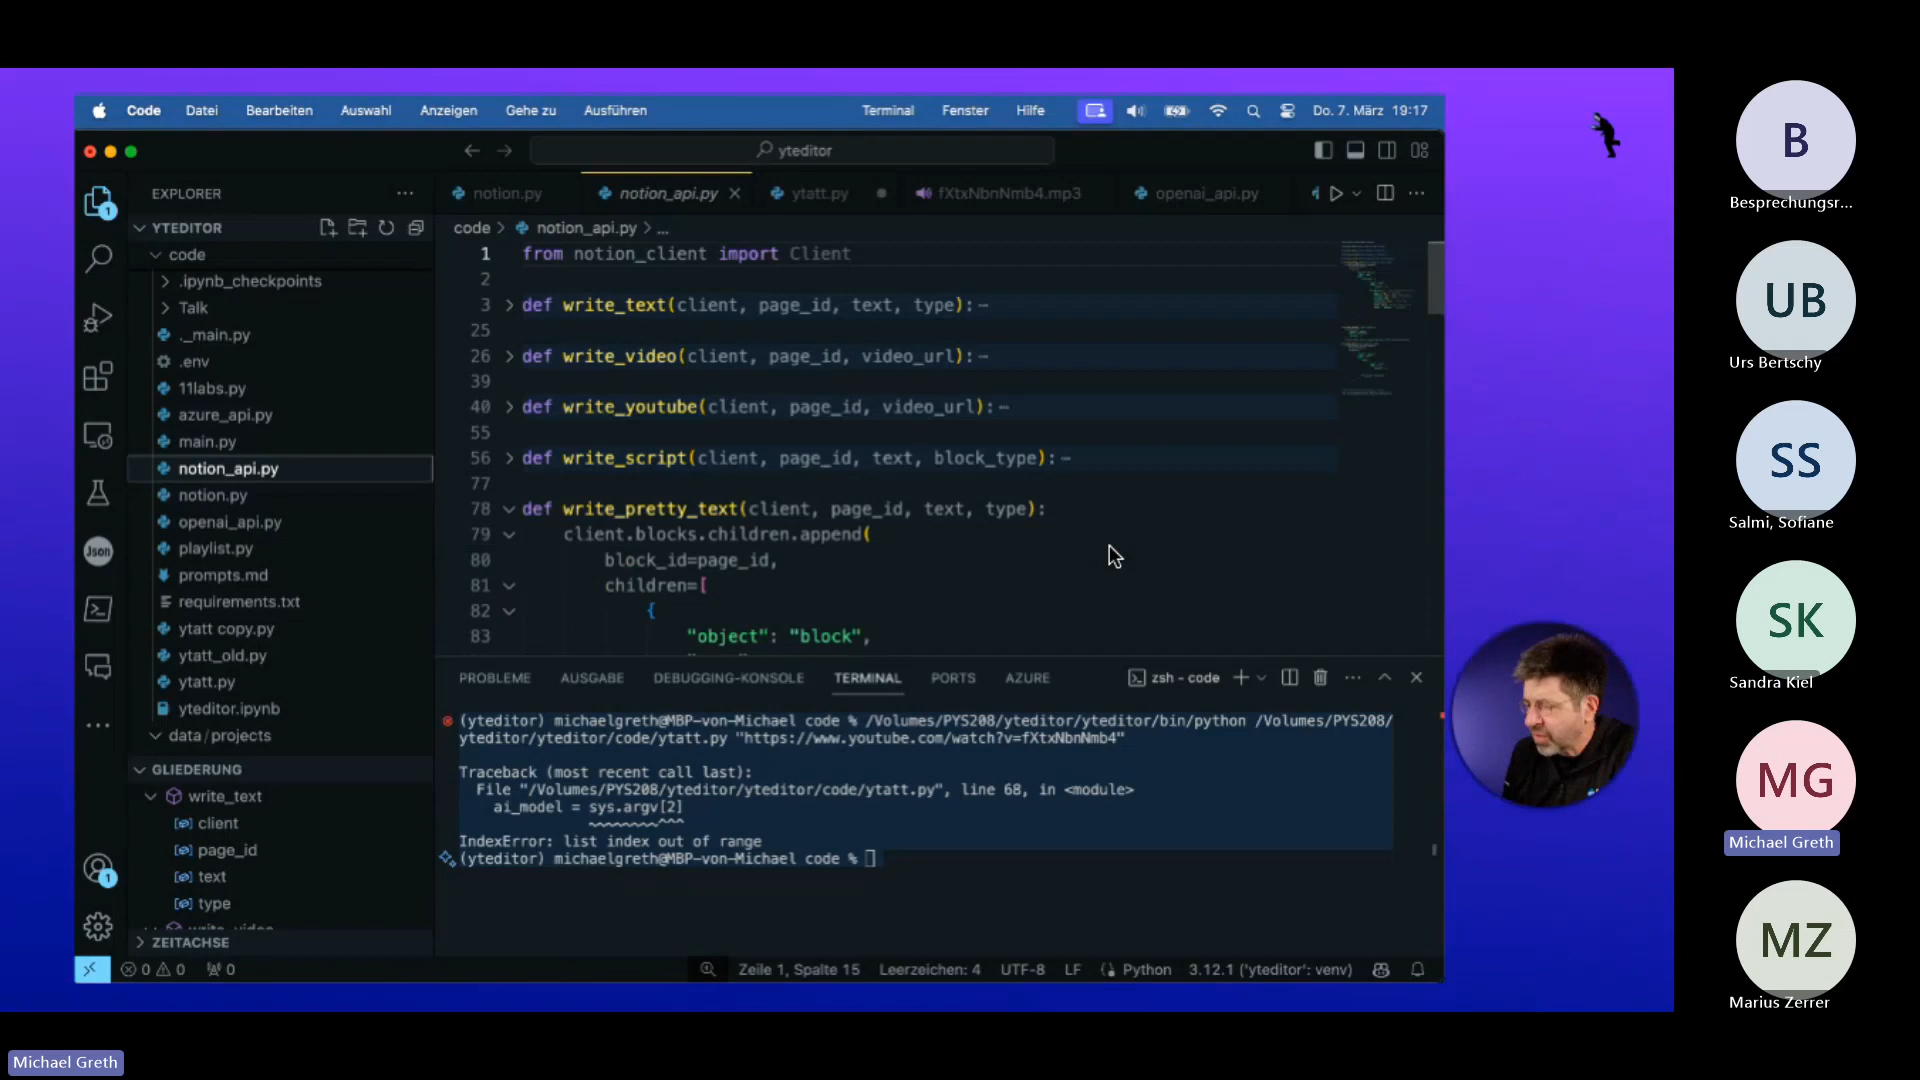 Code Datei Bearbeiten Auswahl Anzeigen Gehe zu Ausführen Terminal Fenster Hilfe Do. 7. März 19:17
yteditor
EXPLORER
notion.py notion_api.py ytatt.py fXtxNbnNmb4.mp3 openai_api.py
YTEDITOR
code > notion_api.py > ...
code
.ipynb_checkpoints
Talk
._main.py
.env
11labs.py
azure_api.py
main.py
notion_api.py
notion.py
openai_api.py
playlist.py
prompts.md
requirements.txt
ytatt copy.py
ytatt_old.py
ytatt.py
yteditor.ipynb
data/projects
GLIEDERUNG
write_text
client
page_id
text
type
ZEITACHSE
Json
1
1
1 from notion_client import Client
2
3 def write_text(client, page_id, text, type):
25
26 def write_video(client, page_id, video_url):
39
40 def write_youtube(client, page_id, video_url):
55
56 def write_script(client, page_id, text, block_type):
77
78 def write_pretty_text(client, page_id, text, type):
79 client.blocks.children.append(
80 block_id=page_id,
81 children=[
82 {
83 "object": "block",
PROBLEME AUSGABE DEBUGGING-KONSOLE TERMINAL PORTS AZURE zsh - code
(yteditor) michaelgreth@MBP-von-Michael code % /Volumes/PYS208/yteditor/yteditor/bin/python /Volumes/PYS208/
yteditor/yteditor/code/ytatt.py "https://www.youtube.com/watch?v=fXtxNbnNmb4"
Traceback (most recent call last):
File "/Volumes/PYS208/yteditor/yteditor/code/ytatt.py", line 68, in <module>
ai_model = sys.argv[2]
~~~~~~~~^^^
IndexError: list index out of range
(yteditor) michaelgreth@MBP-von-Michael code %
0 0 0 Zeile 1, Spalte 15 Leerzeichen: 4 UTF-8 LF Python 3.12.1 ('yteditor': venv)
B
Besprechungsr...
UB
Urs Bertschy
SS
Salmi, Sofiane
SK
Sandra Kiel
MG
Michael Greth
MZ
Marius Zerrer
Michael Greth